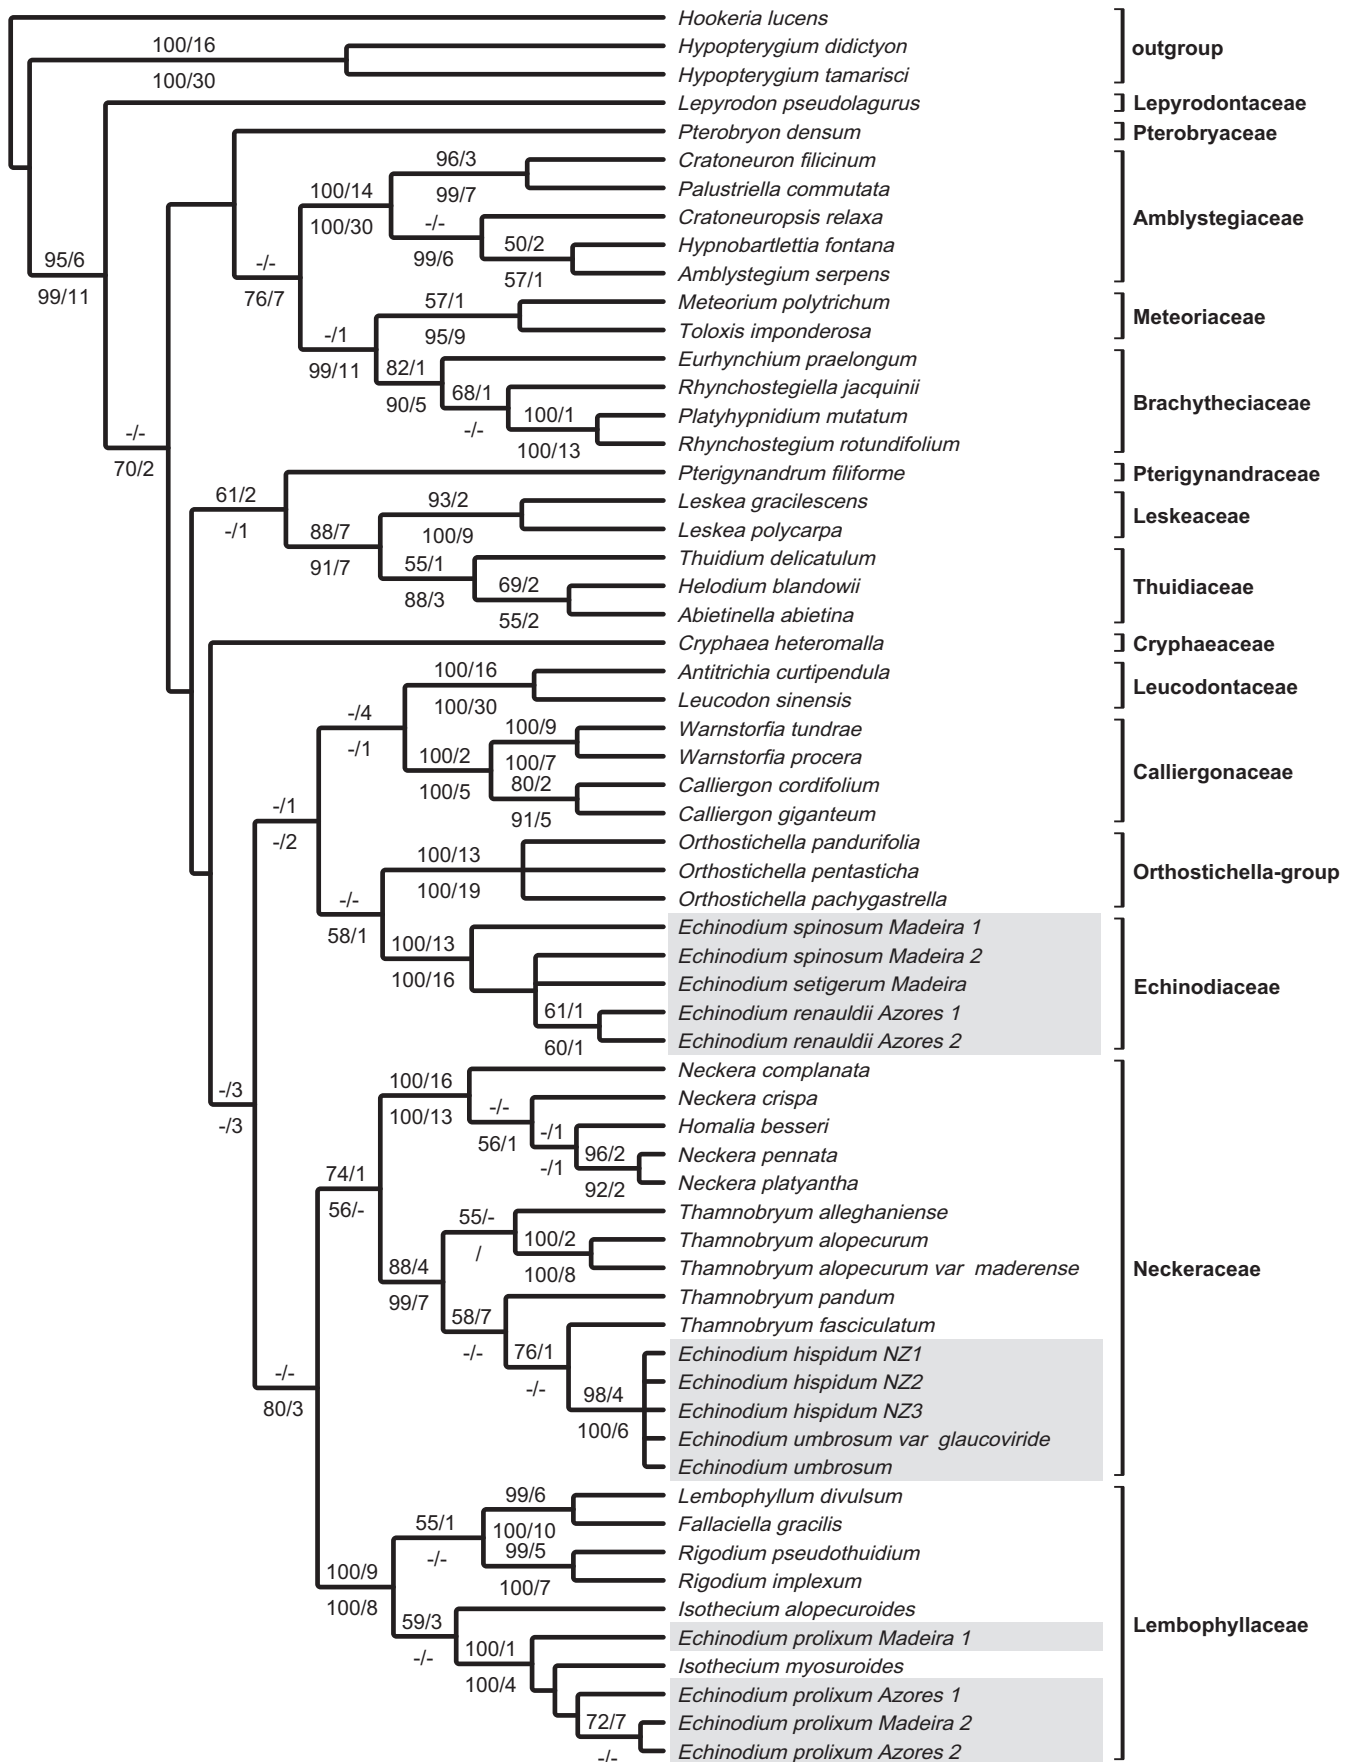 Hookeria lucens
100/16
Hypopterygium didictyon
outgroup
100/30
Hypopterygium tamarisci
Lepyrodon pseudolagurus
Lepyrodontaceae
Pterobryon densum
Pterobryaceae
96/3
Cratoneuron filicinum
100/14
99/7
Palustriella commutata
100/30
-/-
Cratoneuropsis relaxa
Amblystegiaceae
99/6
50/2
Hypnobartlettia fontana
95/6
-/-
57/1
Amblystegium serpens
99/11
76/7
57/1
Meteorium polytrichum
Meteoriaceae
-/1
95/9
Toloxis imponderosa
99/11
82/1
Eurhynchium praelongum
90/5
68/1
Rhynchostegiella jacquinii
Brachytheciaceae
-/-
100/1
Platyhypnidium mutatum
-/-
100/13
Rhynchostegium rotundifolium
70/2
Pterigynandrum filiforme
Pterigynandraceae
61/2
93/2
Leskea gracilescens
Leskeaceae
-/1
88/7
100/9
Leskea polycarpa
91/7
55/1
Thuidium delicatulum
88/3
69/2
Helodium blandowii
Thuidiaceae
55/2
Abietinella abietina
Cryphaea heteromalla
Cryphaeaceae
100/16
Antitrichia curtipendula
Leucodontaceae
-/4
100/30
Leucodon sinensis
-/1
100/9
Warnstorfia tundrae
100/2
100/7
Warnstorfia procera
Calliergonaceae
100/5
80/2
Calliergon cordifolium
-/1
91/5
Calliergon giganteum
-/2
Orthostichella pandurifolia
100/13
Orthostichella pentasticha
Orthostichella-group
-/-
100/19
Orthostichella pachygastrella
58/1
100/13
Echinodium spinosum Madeira 1
100/16
Echinodium spinosum Madeira 2
Echinodium setigerum Madeira
Echinodiaceae
61/1
Echinodium renauldii Azores 1
60/1
Echinodium renauldii Azores 2
-/3
100/16
Neckera complanata
-/3
100/13
-/-
Neckera crispa
56/1
-/1
Homalia besseri
-/1
96/2
Neckera pennata
74/1
92/2
Neckera platyantha
56/-
55/-
Thamnobryum alleghaniense
/
100/2
Thamnobryum alopecurum
88/4
100/8
Thamnobryum alopecurum var maderense
Neckeraceae
99/7
58/7
Thamnobryum pandum
-/-
76/1
Thamnobryum fasciculatum
-/-
Echinodium hispidum NZ1
-/-
98/4
Echinodium hispidum NZ2
80/3
100/6
Echinodium hispidum NZ3
Echinodium umbrosum var glaucoviride
Echinodium umbrosum
99/6
Lembophyllum divulsum
55/1
100/10
Fallaciella gracilis
-/-
99/5
Rigodium pseudothuidium
100/9
100/7
Rigodium implexum
100/8
59/3
Isothecium alopecuroides
Lembophyllaceae
-/-
100/1
Echinodium prolixum Madeira 1
100/4
Isothecium myosuroides
Echinodium prolixum Azores 1
72/7
Echinodium prolixum Madeira 2
-/-
Echinodium prolixum Azores 2